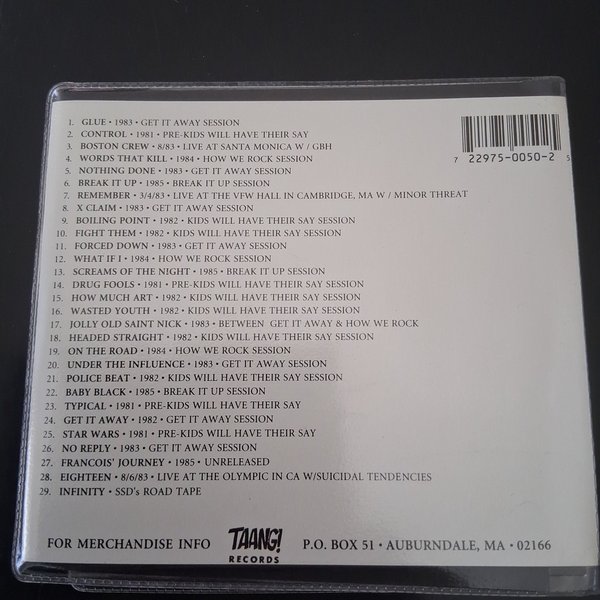 1. GLUE • 1983 • GET IT AWAY SESSION
2. CONTROL • 1981 • PRE-KIDS WILL HAVE THEIR SAY
3. BOSTON CREW • 8/83 • LIVE AT SANTA MONICA W / GBH
4. WORDS THAT KILL • 1984 • HOW WE ROCK SESSION
5. NOTHING DONE • 1983 • GET IT AWAY SESSION
6. BREAK IT UP • 1985 • BREAK IT UP SESSION
7. REMEMBER • 3/4/83 • LIVE AT THE VFW HALL IN CAMBRIDGE, MA W / MINOR THREAT
8. X CLAIM • 1983 • GET IT AWAY SESSION
9. BOILING POINT • 1982 • KIDS WILL HAVE THEIR SAY SESSION
10. FIGHT THEM • 1982 • KIDS WILL HAVE THEIR SAY SESSION
11. FORCED DOWN • 1983 • GET IT AWAY SESSION
12. WHAT IF I • 1984 • HOW WE ROCK SESSION
13. SCREAMS OF THE NIGHT • 1985 • BREAK IT UP SESSION
14. DRUG FOOLS • 1981 • PRE-KIDS WILL HAVE THEIR SAY SESSION
15. HOW MUCH ART • 1982 • KIDS WILL HAVE THEIR SAY SESSION
16. WASTED YOUTH • 1982 • KIDS WILL HAVE THEIR SAY SESSION
17. JOLLY OLD SAINT NICK • 1983 • BETWEEN GET IT AWAY & HOW WE ROCK
18. HEADED STRAIGHT • 1982 • KIDS WILL HAVE THEIR SAY SESSION
19. ON THE ROAD • 1984 • HOW WE ROCK SESSION
20. UNDER THE INFLUENCE • 1983 • GET IT AWAY SESSION
21. POLICE BEAT • 1982 • KIDS WILL HAVE THEIR SAY SESSION
22. BABY BLACK • 1985 • BREAK IT UP SESSION
23. TYPICAL • 1981 • PRE-KIDS WILL HAVE THEIR SAY
24. GET IT AWAY • 1982 • GET IT AWAY SESSION
25. STAR WARS • 1981 • PRE-KIDS WILL HAVE THEIR SAY
26. NO REPLY • 1983 • GET IT AWAY SESSION
27. FRANCOIS' JOURNEY • 1985 • UNRELEASED
28. EIGHTEEN • 8/6/83 • LIVE AT THE OLYMPIC IN CA W/SUICIDAL TENDENCIES
29. INFINITY • SSD's ROAD TAPE
7 22975-0050-2 5
FOR MERCHANDISE INFO
TAANG!
RECORDS
P.O. BOX 51 • AUBURNDALE, MA • 02166